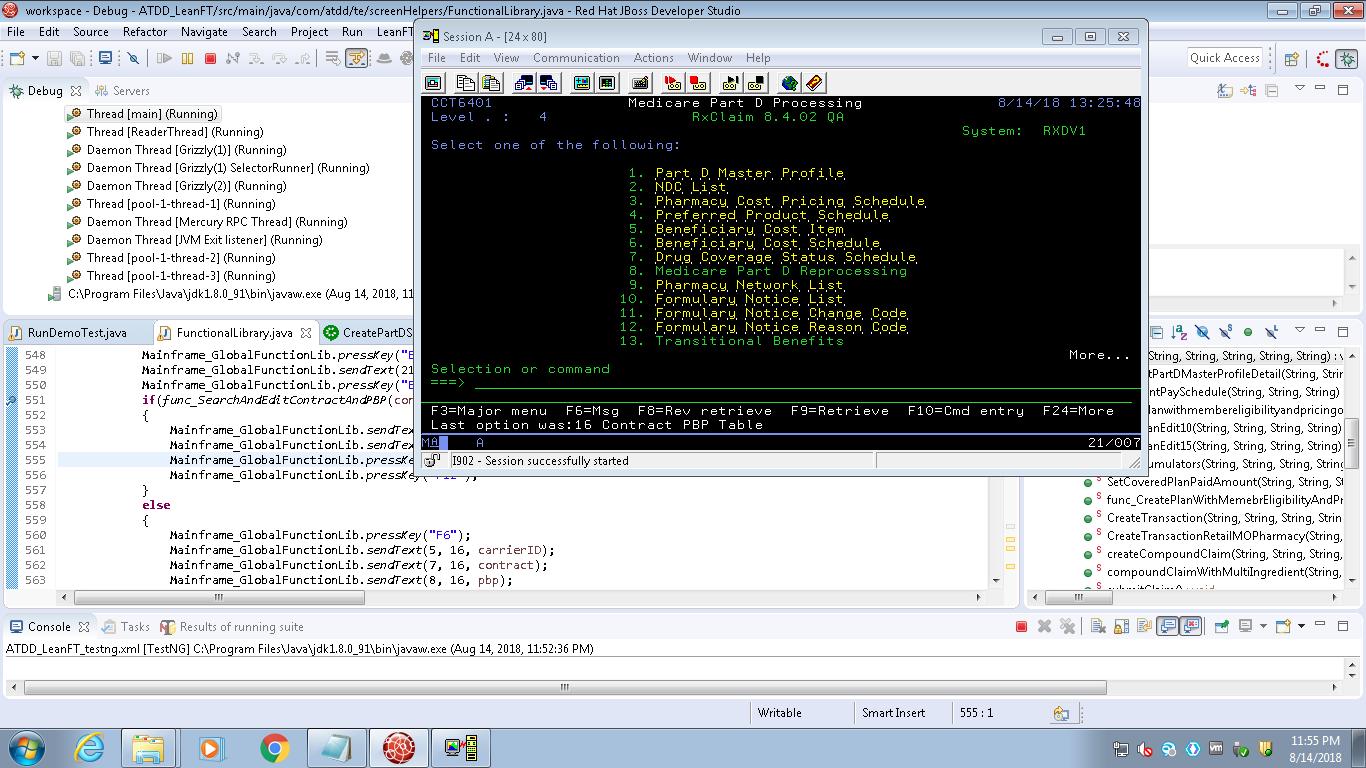 workspace - Debug - ATDD_LeanFT/src/main/java/com/atdd/te/screenHelpers/FunctionalLibrary.java - Red Hat JBoss Developer Studio
File Edit Source Refactor Navigate Search Project Run LeanFT
Quick Access
Debug
Servers
Thread [main] (Running)
Thread [ReaderThread] (Running)
Daemon Thread [Grizzly(1)] (Running)
Daemon Thread [Grizzly(1) SelectorRunner] (Running)
Daemon Thread [Grizzly(2)] (Running)
Thread [pool-1-thread-1] (Running)
Daemon Thread [Mercury RPC Thread] (Running)
Daemon Thread [JVM Exit listener] (Running)
Thread [pool-1-thread-2] (Running)
Thread [pool-1-thread-3] (Running)
C:\Program Files\Java\jdk1.8.0_91\bin\javaw.exe (Aug 14, 2018, 11
Session A - [24 x 80]
File Edit View Communication Actions Window Help
CCT6401 Medicare Part D Processing 8/14/18 13:25:48
Level . : 4 RxClaim 8.4.02 QA
System: RXDV1
Select one of the following:
1. Part D Master Profile
2. NDC List
3. Pharmacy Cost Pricing Schedule
4. Preferred Product Schedule
5. Beneficiary Cost Item
6. Beneficiary Cost Schedule
7. Drug Coverage Status Schedule
8. Medicare Part D Reprocessing
9. Pharmacy Network List
10. Formulary Notice List
11. Formulary Notice Change Code
12. Formulary Notice Reason Code
13. Transitional Benefits
More...
Selection or command
===>
F3=Major menu F6=Msg F8=Rev retrieve F9=Retrieve F10=Cmd entry F24=More
Last option was:16 Contract PBP Table
MA A 21/007
I902 - Session successfully started
RunDemoTest.java
FunctionalLibrary.java
CreatePartDS
548 Mainframe_GlobalFunctionLib.pressKey("E
549 Mainframe_GlobalFunctionLib.sendText(21
550 Mainframe_GlobalFunctionLib.pressKey("E
551 if(func_SearchAndEditContractAndPBP(con
552 {
553 Mainframe_GlobalFunctionLib.sendTex
554 Mainframe_GlobalFunctionLib.sendTex
555 Mainframe_GlobalFunctionLib.pressKe
556 Mainframe_GlobalFunctionLib.pressKey("F12");
557 }
558 else
559 {
560 Mainframe_GlobalFunctionLib.pressKey("F6");
561 Mainframe_GlobalFunctionLib.sendText(5, 16, carrierID);
562 Mainframe_GlobalFunctionLib.sendText(7, 16, contract);
563 Mainframe_GlobalFunctionLib.sendText(8, 16, pbp);
String, String, String, String) : v
PartDMasterProfileDetail(String,
entPaySchedule(String, String,
lanwithmembereligibilityandpricingo
anEdit10(String, String, String,
anEdit15(String, String, String,
umulators(String, String, String,
SetCoveredPlanPaidAmount(String, St
func_CreatePlanWithMemebrEligibilityAndPr
CreateTransaction(String, String, String
CreateTransactionRetailMOPharmacy(String,
createCompoundClaim(String, String,
compoundClaimWithMultiIngredient(String,
submitClaim() : void
Console
Tasks
Results of running suite
ATDD_LeanFT_testng.xml [TestNG] C:\Program Files\Java\jdk1.8.0_91\bin\javaw.exe (Aug 14, 2018, 11:52:36 PM)
Writable Smart Insert 555 : 1
11:55 PM
8/14/2018